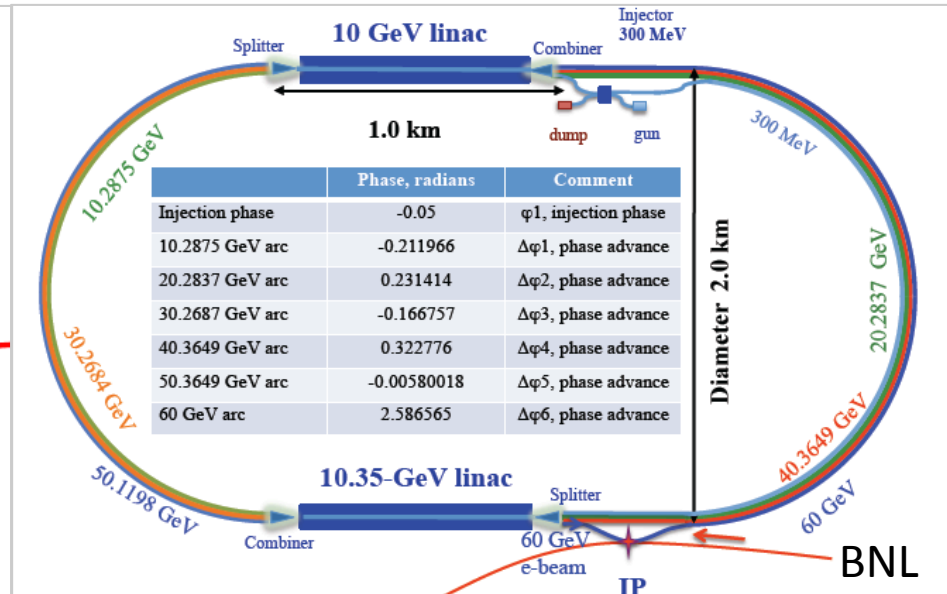 10 GeV linac
Injector
300 MeV
Splitter
Combiner
1.0 km
dump
gun
300 MeV
10.2875 GeV
Phase, radians Comment
Injection phase -0.05 φ1, injection phase
10.2875 GeV arc -0.211966 Δφ1, phase advance
20.2837 GeV arc 0.231414 Δφ2, phase advance
30.2687 GeV arc -0.166757 Δφ3, phase advance
40.3649 GeV arc 0.322776 Δφ4, phase advance
50.3649 GeV arc -0.00580018 Δφ5, phase advance
60 GeV arc 2.586565 Δφ6, phase advance
Diameter 2.0 km
20.2837 GeV
30.2684 GeV
40.3649 GeV
50.1198 GeV
60 GeV
10.35-GeV linac
Splitter
Combiner
60 GeV
e-beam
IP
BNL